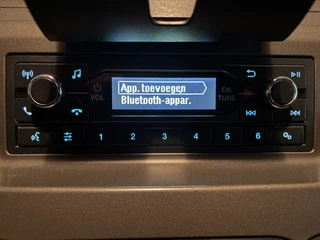 App. toevoegen
Bluetooth-appar.
VOL
OK
TUNE
1 2 3 4 5 6